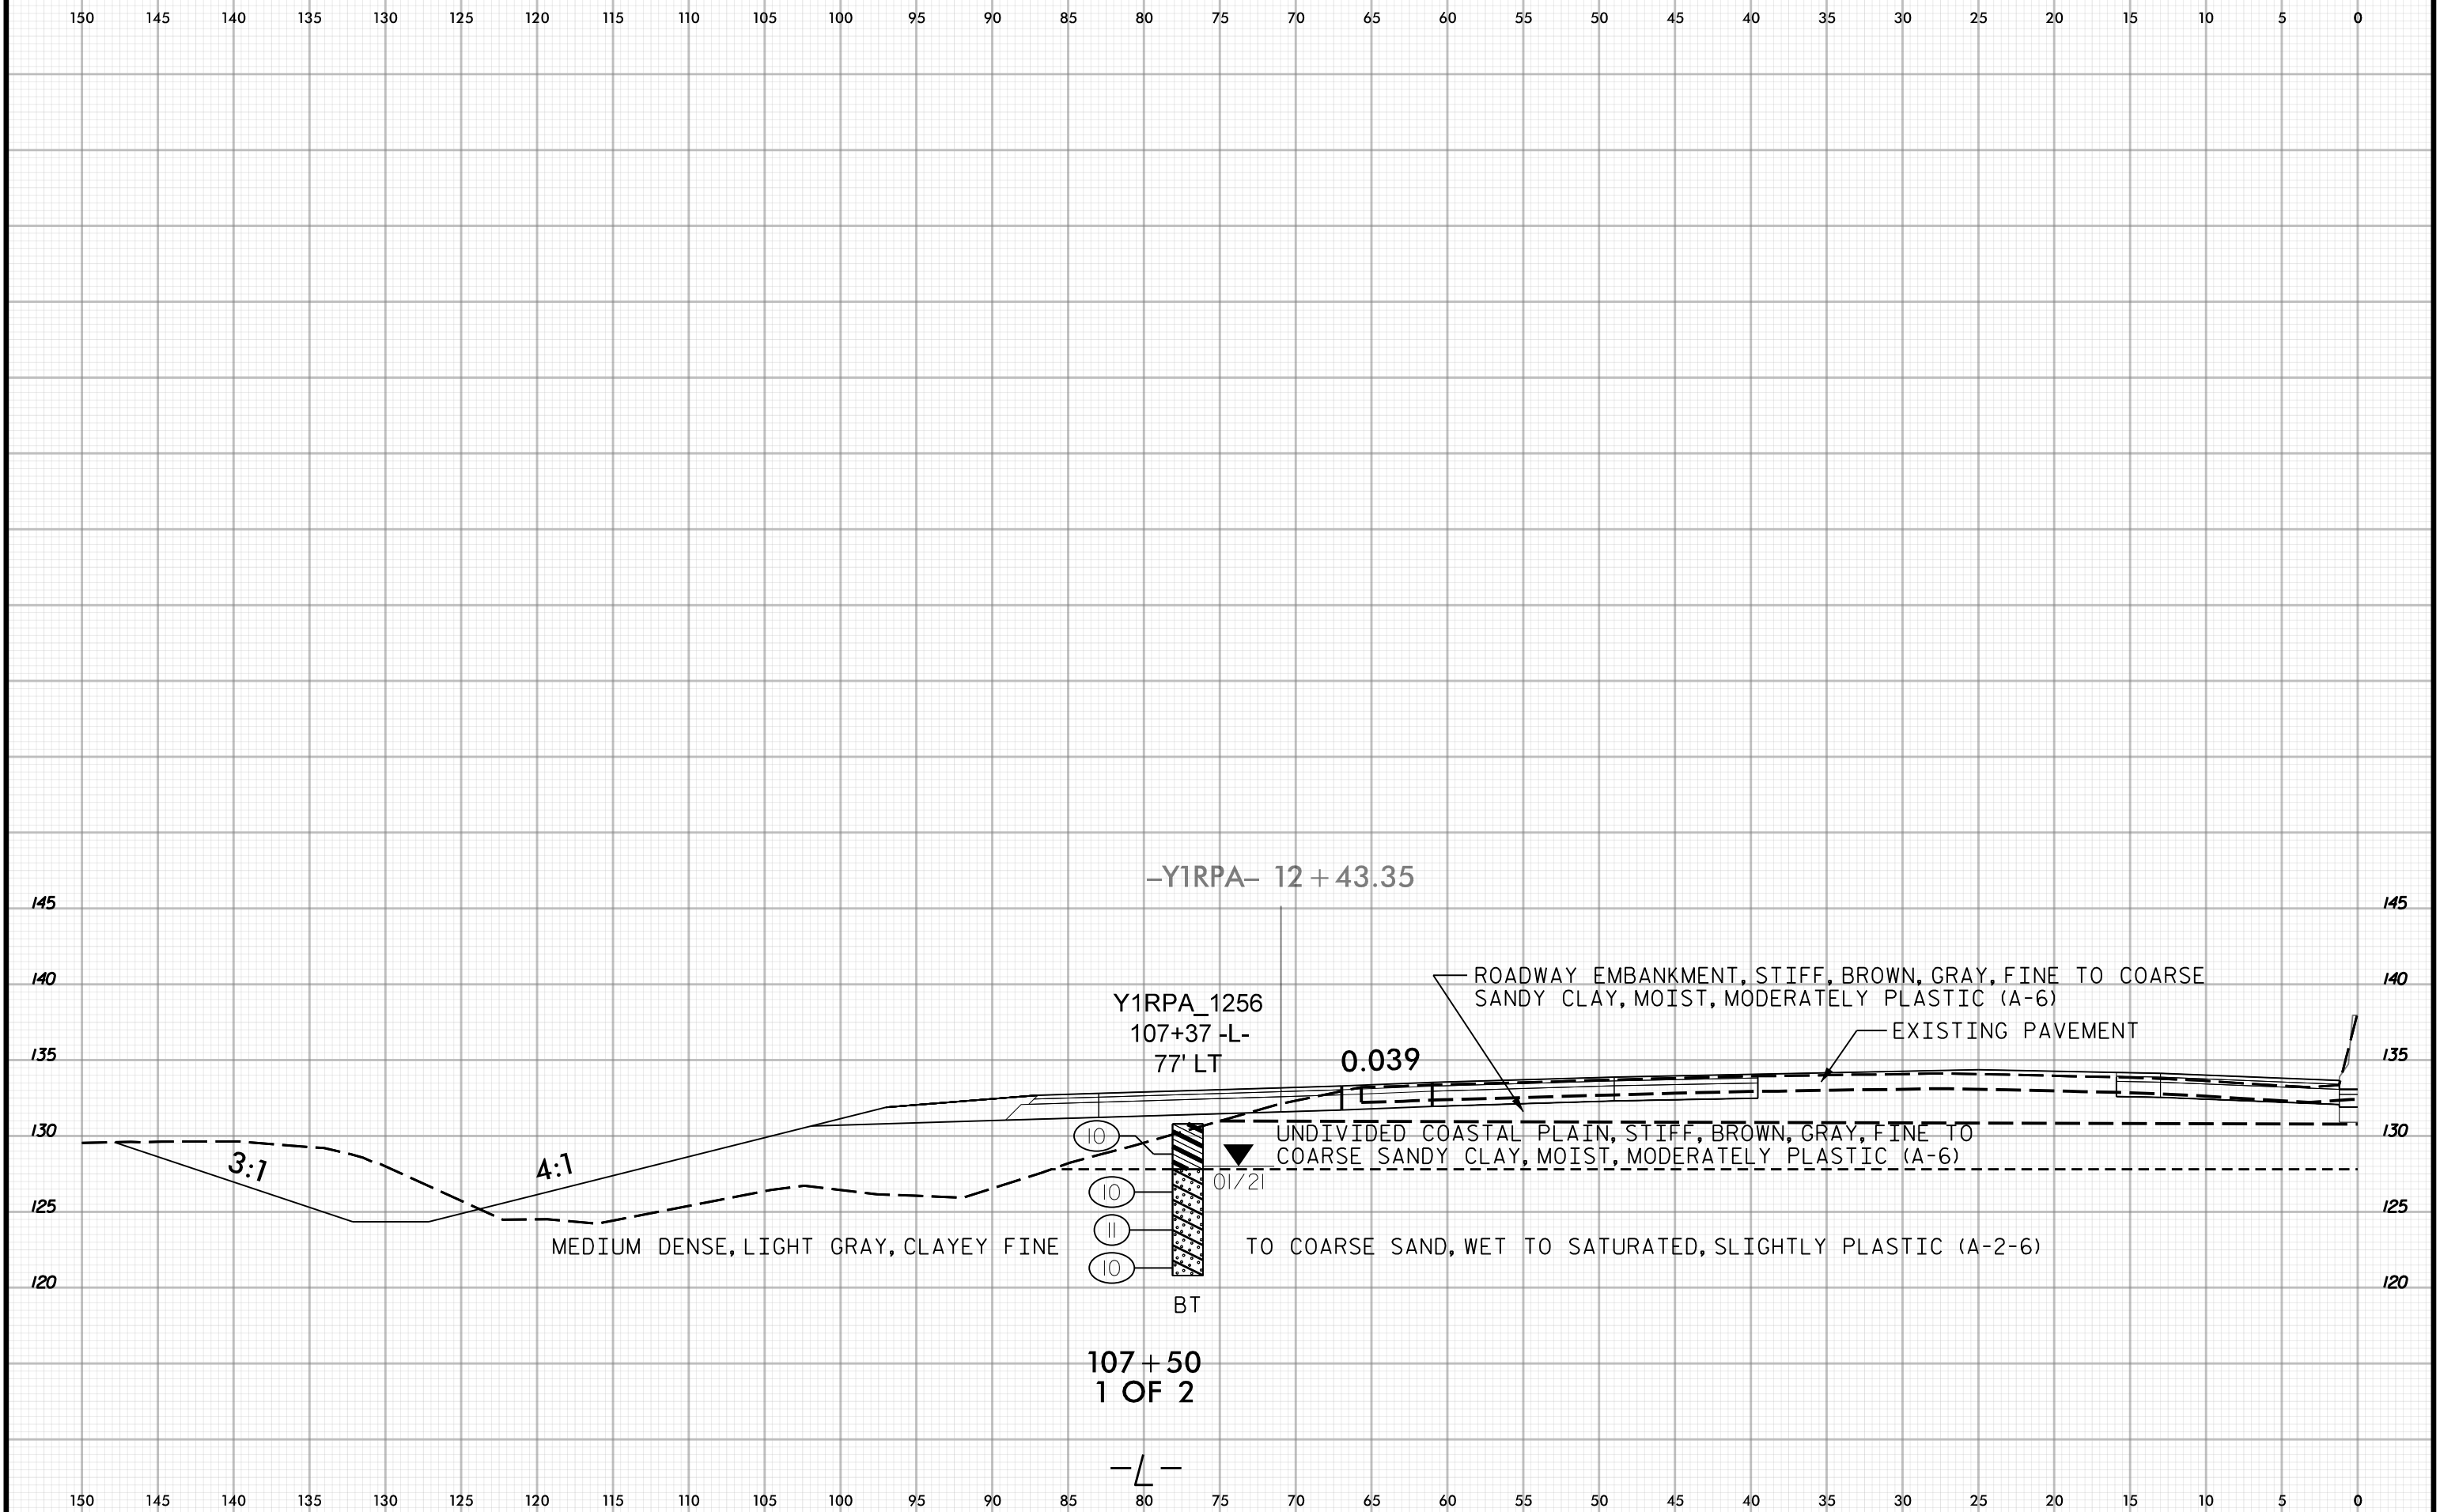 150 145 140 135 130 125 120 115 110 105 100 95 90 85 80 75 70 65 60 55 50 45 40 35 30 25 20 15 10 5 0
–Y1RPA– 12+43.35
145 145
140 140
ROADWAY EMBANKMENT, STIFF, BROWN, GRAY, FINE TO COARSE
SANDY CLAY, MOIST, MODERATELY PLASTIC (A-6)
Y1RPA_1256
107+37 -L-
77' LT
EXISTING PAVEMENT
0.039
135 135
130 130
10
UNDIVIDED COASTAL PLAIN, STIFF, BROWN, GRAY, FINE TO
COARSE SANDY CLAY, MOIST, MODERATELY PLASTIC (A-6)
3:1
4:1
01/21
10
125 125
11
MEDIUM DENSE, LIGHT GRAY, CLAYEY FINE TO COARSE SAND, WET TO SATURATED, SLIGHTLY PLASTIC (A-2-6)
10
120 120
BT
107+50
1 OF 2
–L–
150 145 140 135 130 125 120 115 110 105 100 95 90 85 80 75 70 65 60 55 50 45 40 35 30 25 20 15 10 5 0